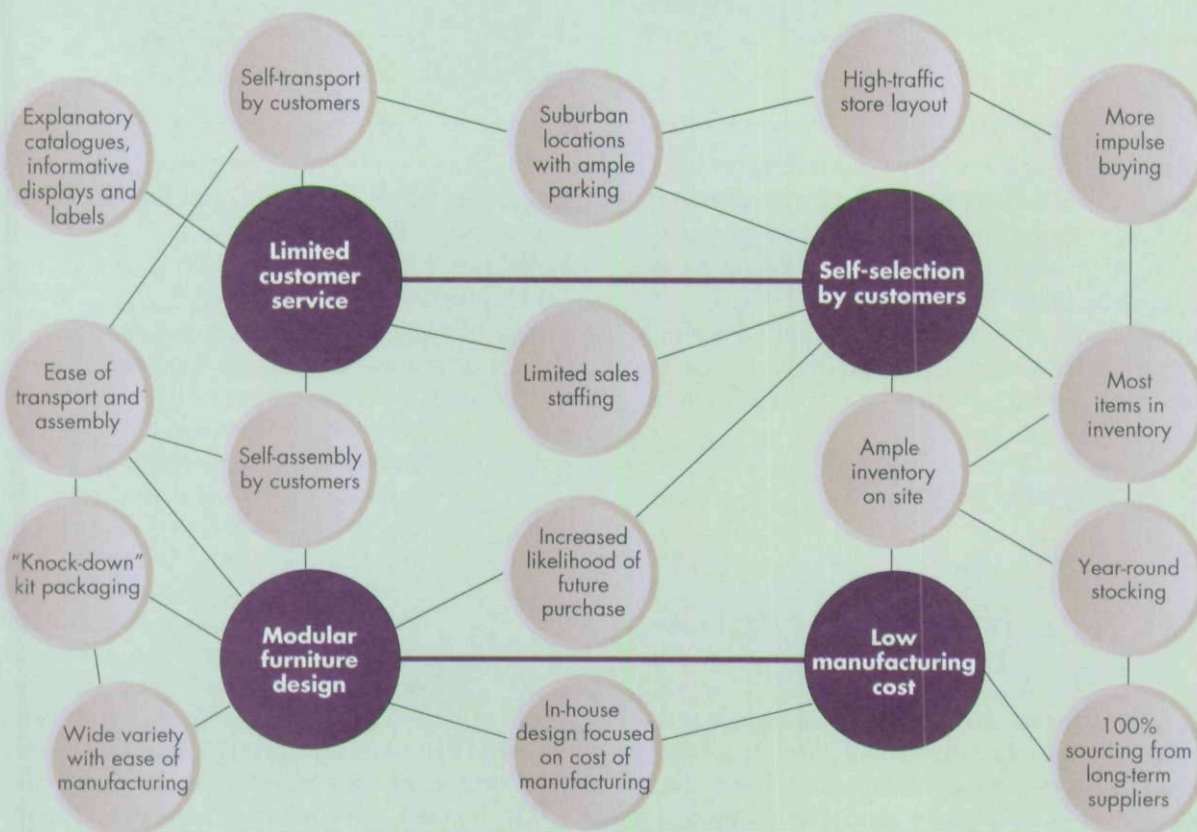 Self-transport
by customers
High-traffic
store layout
Explanatory
catalogues,
informative
displays and
labels
Suburban
locations
with ample
parking
More
impulse
buying
Limited
customer
service
Self-selection
by customers
Ease of
transport and
assembly
Limited sales
staffing
Most
items in
inventory
Self-assembly
by customers
Ample
inventory
on site
"Knock-down"
kit packaging
Increased
likelihood of
future
purchase
Year-round
stocking
Modular
furniture
design
Low
manufacturing
cost
Wide variety
with ease of
manufacturing
In-house
design focused
on cost of
manufacturing
100%
sourcing from
long-term
suppliers